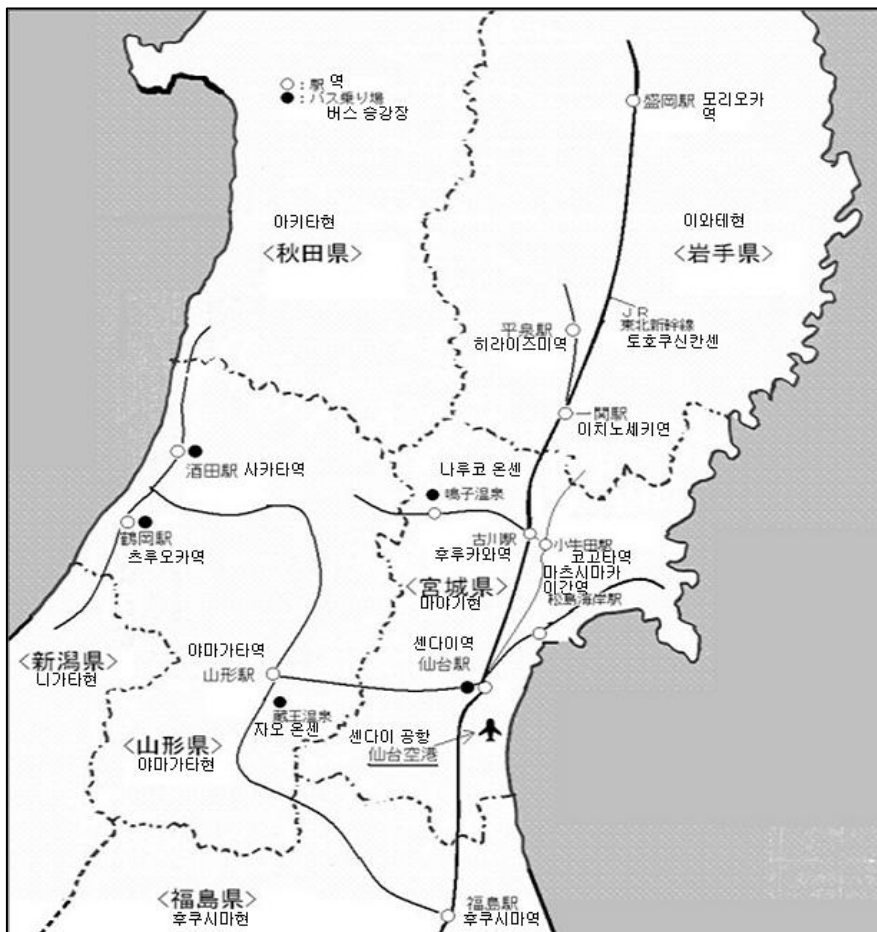 ○：駅 역
●：バス乗り場
버스 승강장
盛岡駅 모리오카
역
아키타현
<秋田県>
이와테현
<岩手県>
JR
東北新幹線
토호쿠신칸센
平泉駅
히라이즈미역
一関駅
이치노세키연
酒田駅 사카타역
나루코 온센
鳴子温泉
鶴岡駅
츠루오카역
古川駅
후루카와역
小牛田駅
코고타역
마츠시마카
이간역
松島海岸駅
<宮城県>
마야기현
센다이역
仙台駅
<新潟県>
니가타현
야마가타역
山形駅
蔵王温泉
자오 온센
<山形県>
야마가타현
센다이 공항
仙台空港
<福島県>
후쿠시마현
福島駅
후쿠시마역